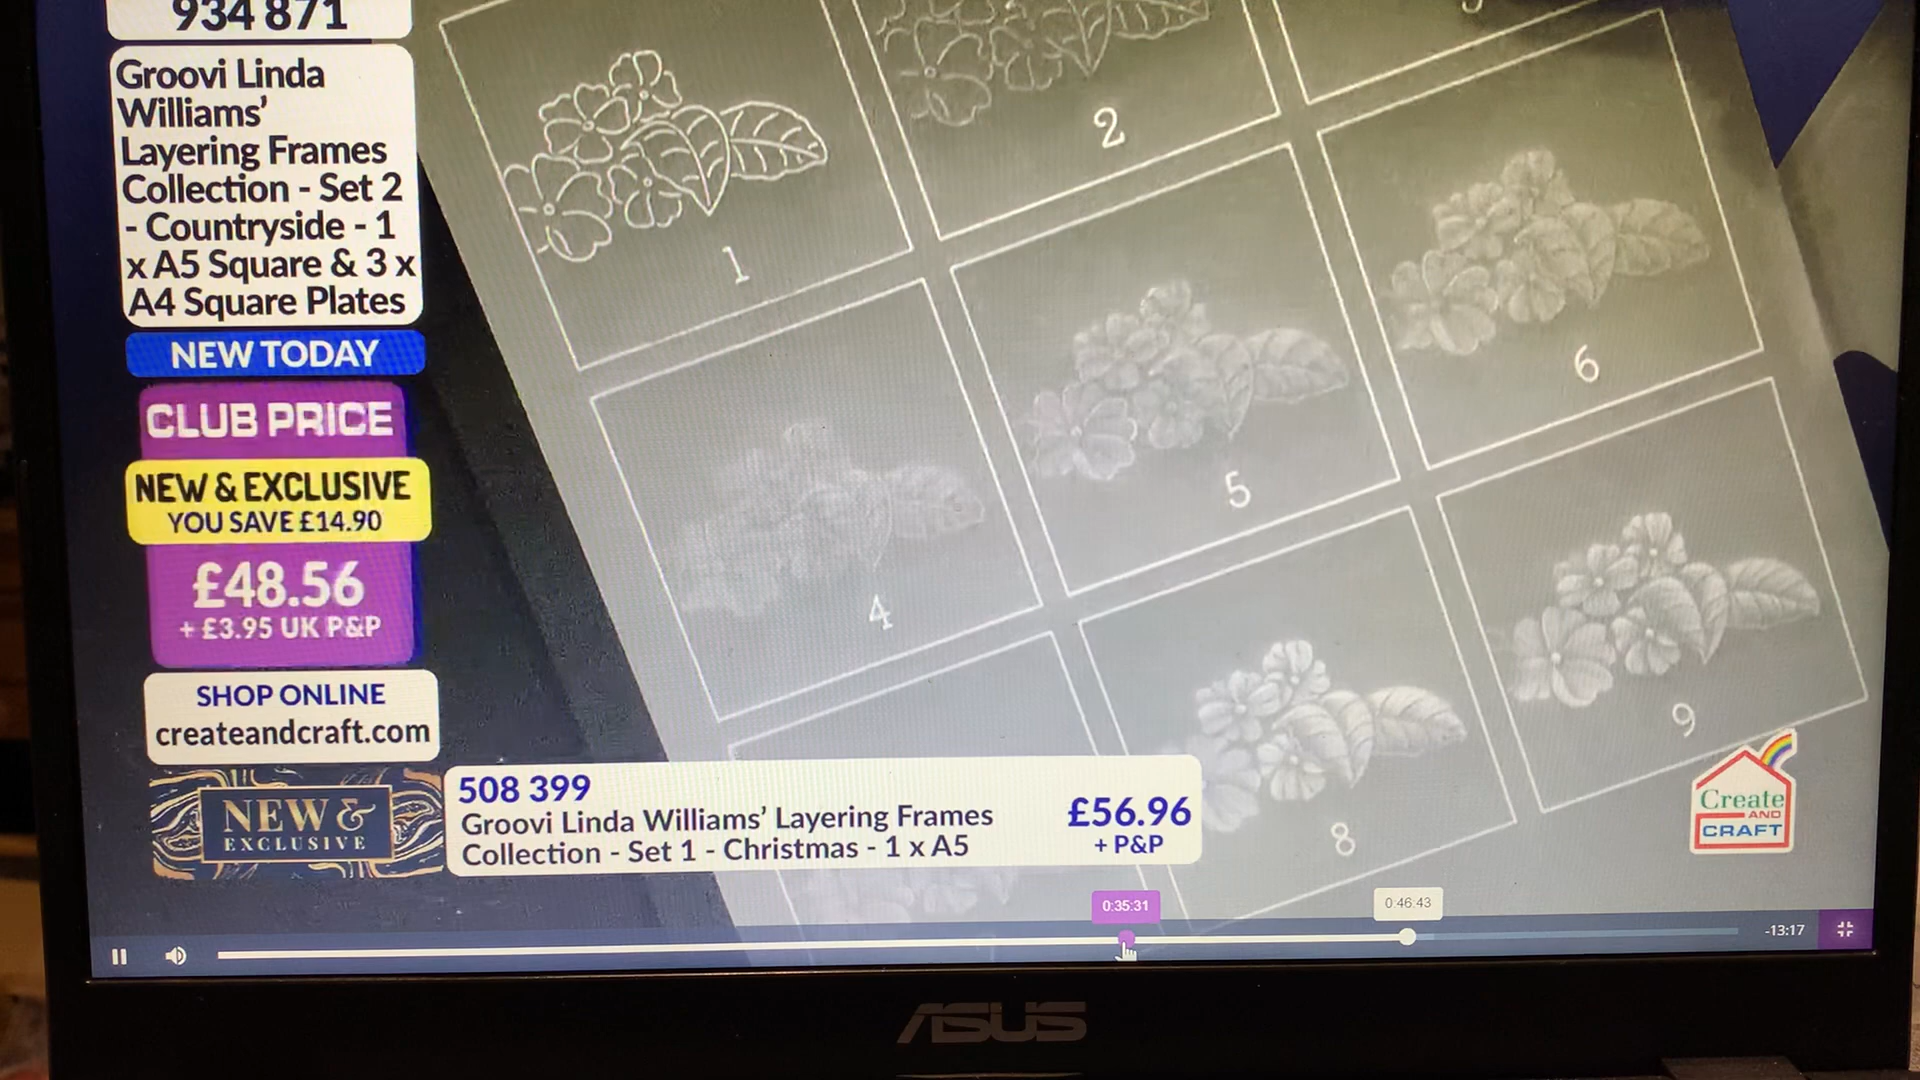 934 871
Groovi Linda
Williams’
Layering Frames
Collection - Set 2
- Countryside - 1
x A5 Square & 3 x
A4 Square Plates
NEW TODAY
CLUB PRICE
NEW & EXCLUSIVE
YOU SAVE £14.90
£48.56
+ £3.95 UK P&P
SHOP ONLINE
createandcraft.com
NEW &
EXCLUSIVE
508 399
Groovi Linda Williams’ Layering Frames
Collection - Set 1 - Christmas - 1 x A5
£56.96
+ P&P
1
2
4
5
6
8
9
Create
AND
CRAFT
0:35:31
0:46:43
-13:17
ASUS